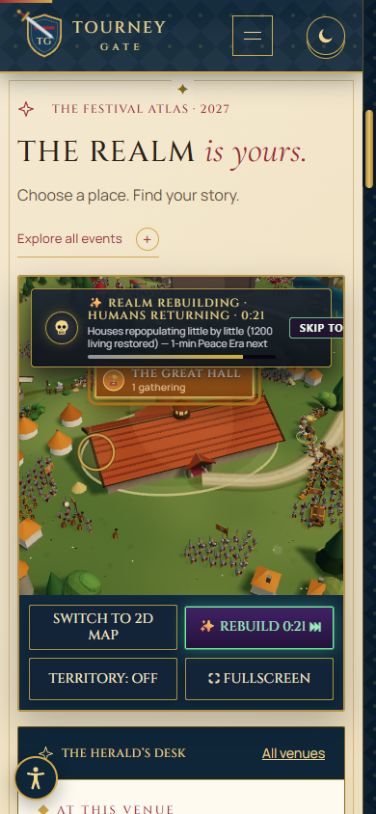 TG
TOURNEY
GATE
THE FESTIVAL ATLAS · 2027
THE REALM is yours.
Choose a place. Find your story.
Explore all events +
✨ REALM REBUILDING ·
HUMANS RETURNING · 0:21
Houses repopulating little by little (1200
living restored) — 1-min Peace Era next
SKIP TO
THE GREAT HALL
1 gathering
SWITCH TO 2D
MAP
✨ REBUILD 0:21 ⏭
TERRITORY: OFF
⛶ FULLSCREEN
THE HERALD'S DESK
All venues
AT THIS VENUE